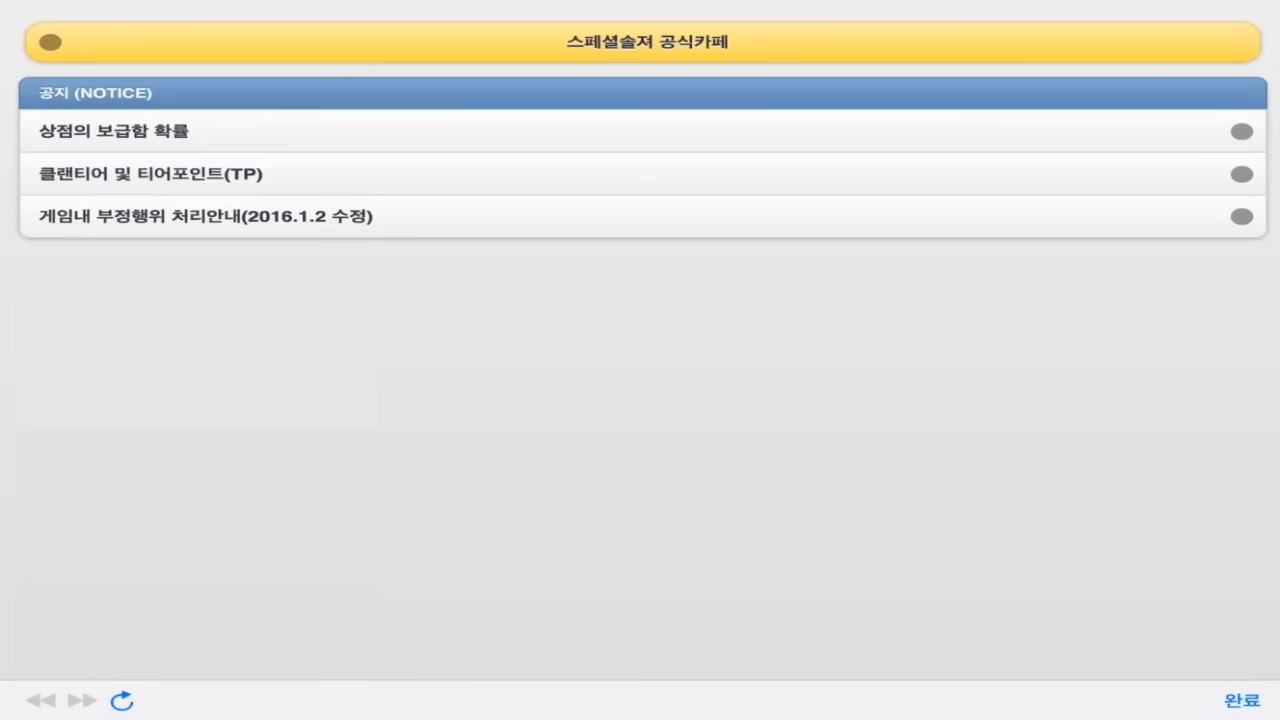 스페셜솔져 공식카페
공지 (NOTICE)
상점의 보급함 확률
클랜티어 및 티어포인트(TP)
게임내 부정행위 처리안내(2016.1.2 수정)
완료